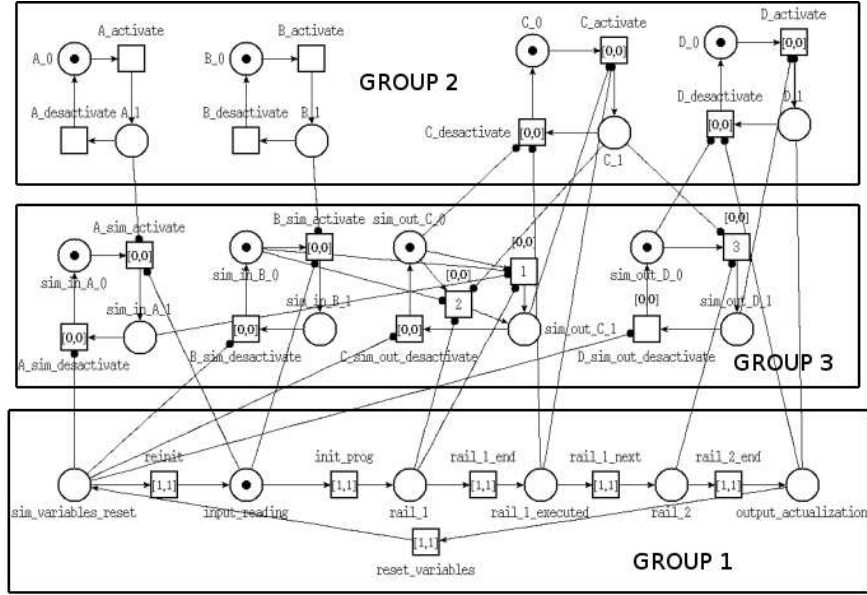 C_0
C_activate
D_activate
A_0
A_activate
B_0
B_activate
D_0
[0,0]
[0,0]
GROUP 2
A_desactivate
A_1
B_desactivate
B_1
D_desactivate
D_1
C_desactivate
[0,0]
[0,0]
C_1
A_sim_activate
B_sim_activate
sim_out_C_0
[0,0]
[0,0]
[0,0]
[0,0]
3
sim_in_A_0
sim_in_B_0
[0,0]
1
sim_out_D_0
sim_in_A_1
sim_in_B_1
2
[0,0]
sim_out_D_1
[0,0]
[0,0]
[0,0]
sim_out_C_1
A_sim_desactivate
B_sim_desactivate
C_sim_out_desactivate
D_sim_out_desactivate
GROUP 3
reinit
init_prog
rail_1_end
rail_1_next
rail_2_end
[1,1]
[1,1]
[1,1]
[1,1]
[1,1]
sim_variables_reset
input_reading
rail_1
rail_1_executed
rail_2
output_actualization
[1,1]
reset_variables
GROUP 1